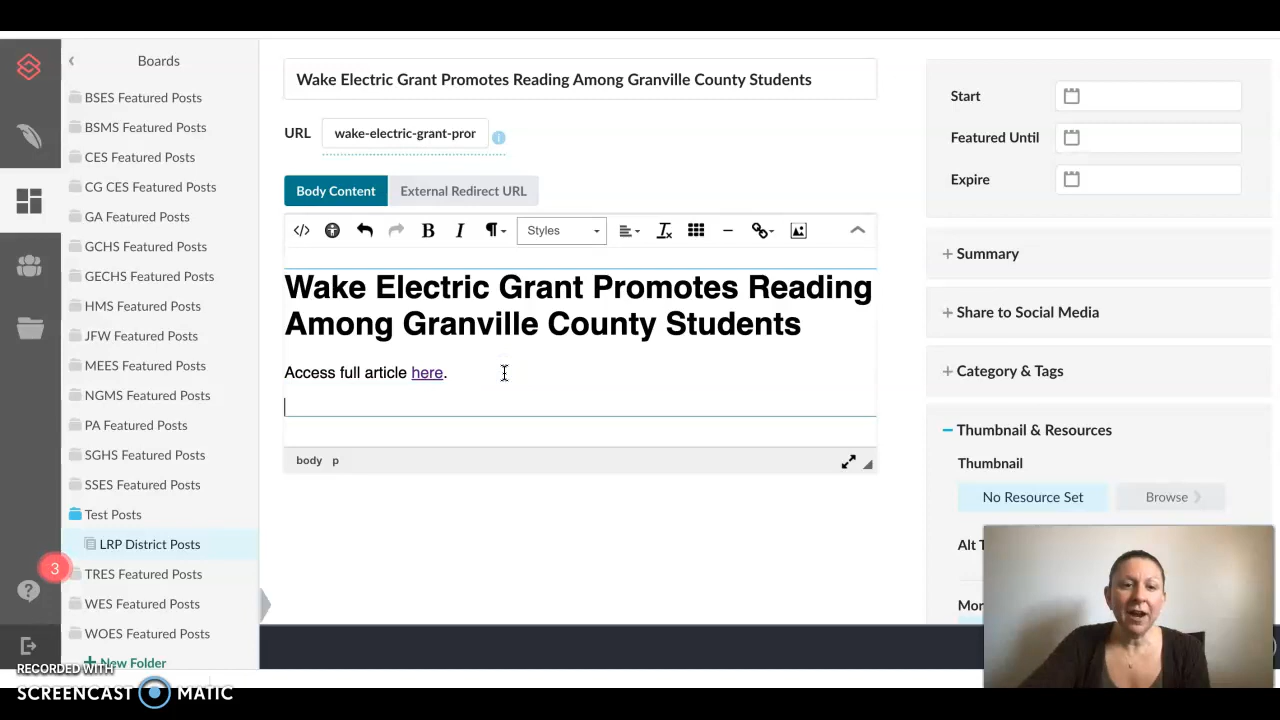 Boards
BSES Featured Posts
BSMS Featured Posts
CES Featured Posts
CG CES Featured Posts
GA Featured Posts
GCHS Featured Posts
GECHS Featured Posts
HMS Featured Posts
JFW Featured Posts
MEES Featured Posts
NGMS Featured Posts
PA Featured Posts
SGHS Featured Posts
SSES Featured Posts
Test Posts
LRP District Posts
3
TRES Featured Posts
WES Featured Posts
WOES Featured Posts
New Folder
Wake Electric Grant Promotes Reading Among Granville County Students
URL wake-electric-grant-pror
Body Content External Redirect URL
B I Styles
Wake Electric Grant Promotes Reading
Among Granville County Students
Access full article here.
body p
Start
Featured Until
Expire
Summary
Share to Social Media
Category & Tags
Thumbnail & Resources
Thumbnail
No Resource Set Browse
Alt T
Mor
RECORDED WITH
SCREENCAST MATIC